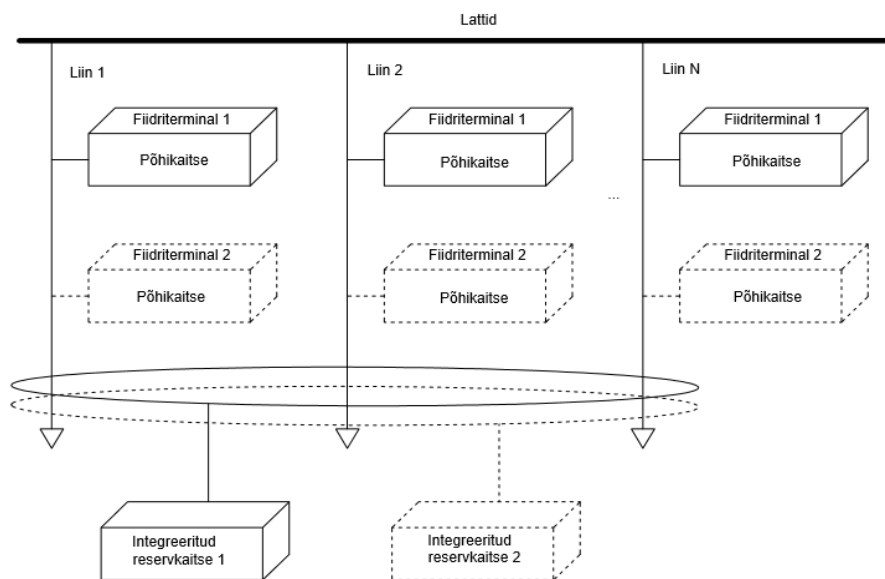 Lattid
Liin 1
Liin 2
Liin N
Fiidriterminal 1
Fiidriterminal 1
Fiidriterminal 1
Põhikaitse
Põhikaitse
Põhikaitse
...
Fiidriterminal 2
Fiidriterminal 2
Fiidriterminal 2
Põhikaitse
Põhikaitse
Põhikaitse
Integreeritud
reservkaitse 1
Integreeritud
reservkaitse 2